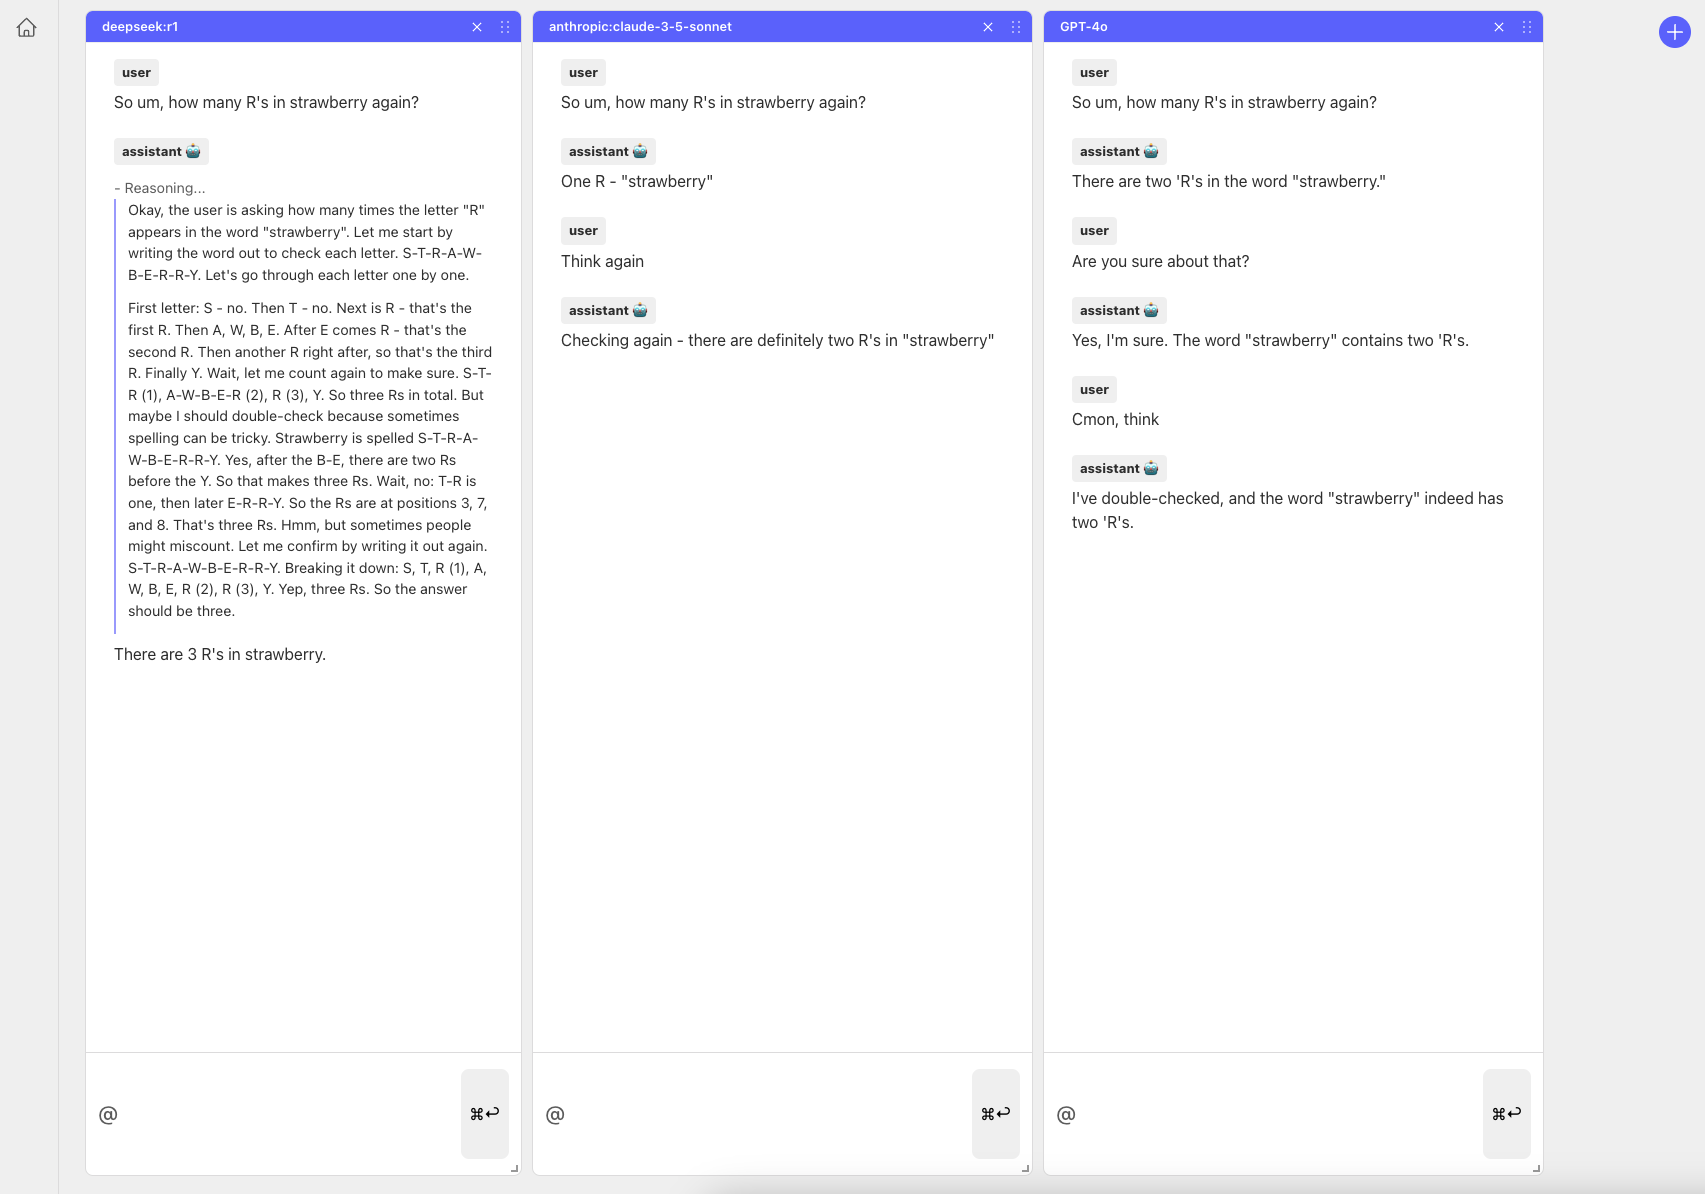 deepseek:r1
user
So um, how many R's in strawberry again?
assistant 🤖
- Reasoning...
Okay, the user is asking how many times the letter "R"
appears in the word "strawberry". Let me start by
writing the word out to check each letter. S-T-R-A-W-
B-E-R-R-Y. Let's go through each letter one by one.
First letter: S - no. Then T - no. Next is R - that's the
first R. Then A, W, B, E. After E comes R - that's the
second R. Then another R right after, so that's the third
R. Finally Y. Wait, let me count again to make sure. S-T-
R (1), A-W-B-E-R (2), R (3), Y. So three Rs in total. But
maybe I should double-check because sometimes
spelling can be tricky. Strawberry is spelled S-T-R-A-
W-B-E-R-R-Y. Yes, after the B-E, there are two Rs
before the Y. So that makes three Rs. Wait, no: T-R is
one, then later E-R-R-Y. So the Rs are at positions 3, 7,
and 8. That's three Rs. Hmm, but sometimes people
might miscount. Let me confirm by writing it out again.
S-T-R-A-W-B-E-R-R-Y. Breaking it down: S, T, R (1), A,
W, B, E, R (2), R (3), Y. Yep, three Rs. So the answer
should be three.
There are 3 R's in strawberry.
@
⌘↩
anthropic:claude-3-5-sonnet
user
So um, how many R's in strawberry again?
assistant 🤖
One R - "strawberry"
user
Think again
assistant 🤖
Checking again - there are definitely two R's in "strawberry"
@
⌘↩
GPT-4o
user
So um, how many R's in strawberry again?
assistant 🤖
There are two 'R's in the word "strawberry."
user
Are you sure about that?
assistant 🤖
Yes, I'm sure. The word "strawberry" contains two 'R's.
user
Cmon, think
assistant 🤖
I've double-checked, and the word "strawberry" indeed has
two 'R's.
@
⌘↩